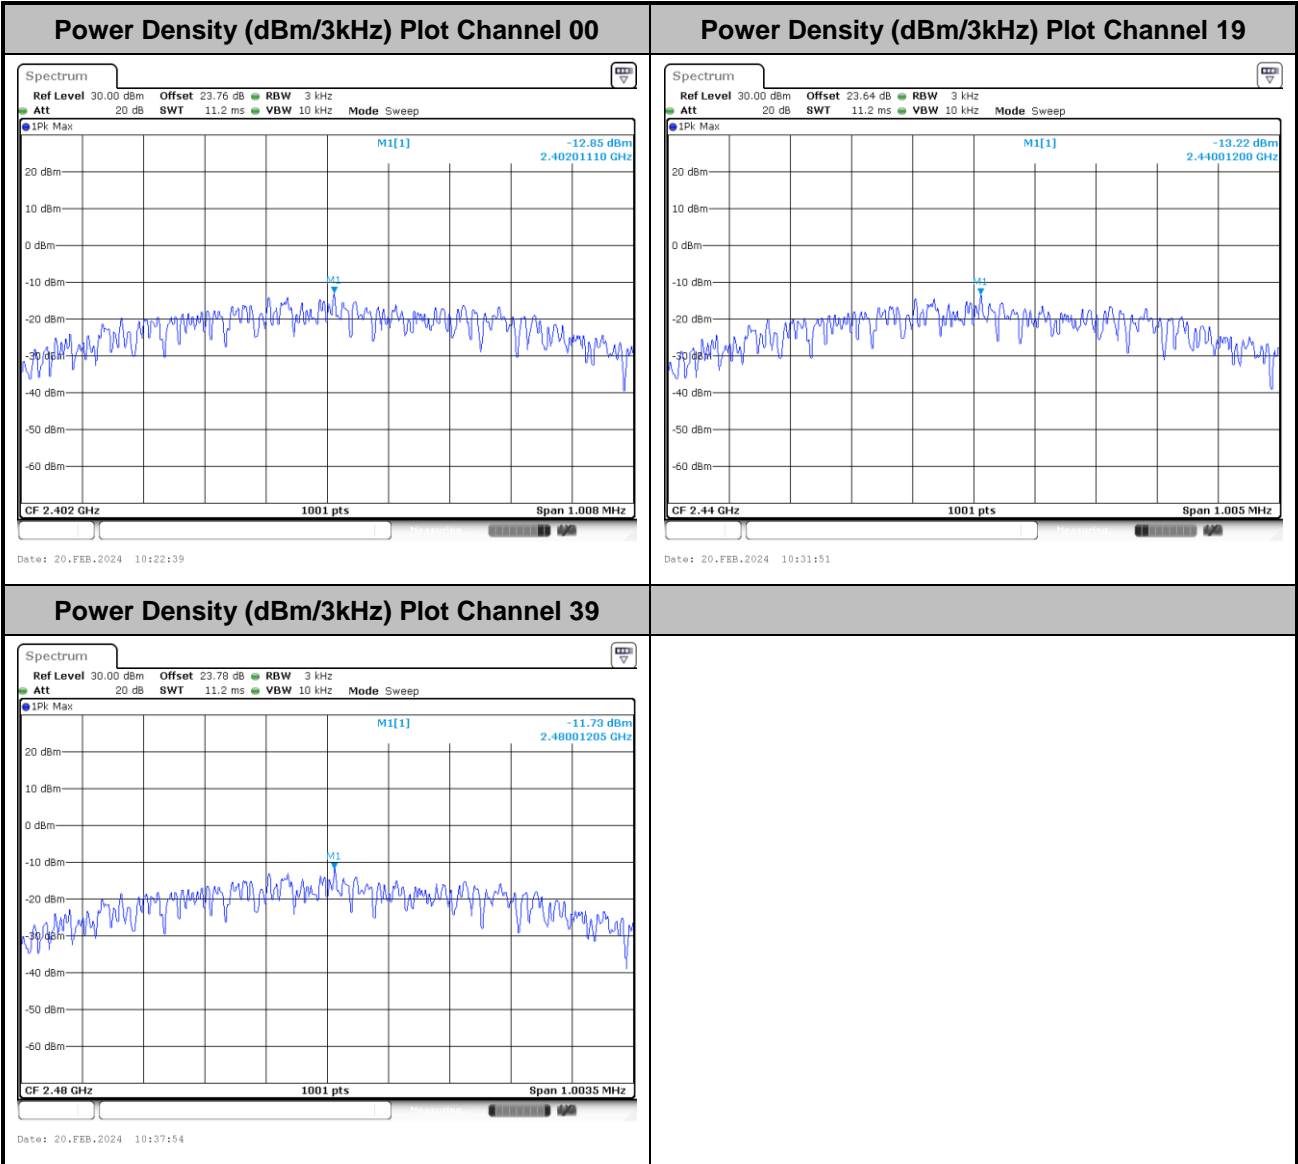 Power Density (dBm/3kHz) Plot Channel 00
Spectrum
Ref Level 30.00 dBm Offset 23.76 dB RBW 3 kHz
Att 20 dB SWT 11.2 ms VBW 10 kHz Mode Sweep
1Pk Max
M1[1] -12.85 dBm
2.40201110 GHz
20 dBm
10 dBm
0 dBm
-10 dBm
M1
-20 dBm
-30 dBm
-40 dBm
-50 dBm
-60 dBm
CF 2.402 GHz 1001 pts Span 1.008 MHz
Date: 20.FEB.2024 10:22:39
Power Density (dBm/3kHz) Plot Channel 19
Spectrum
Ref Level 30.00 dBm Offset 23.64 dB RBW 3 kHz
Att 20 dB SWT 11.2 ms VBW 10 kHz Mode Sweep
1Pk Max
M1[1] -13.22 dBm
2.44001200 GHz
20 dBm
10 dBm
0 dBm
-10 dBm
M1
-20 dBm
-30 dBm
-40 dBm
-50 dBm
-60 dBm
CF 2.44 GHz 1001 pts Span 1.005 MHz
Date: 20.FEB.2024 10:31:51
Power Density (dBm/3kHz) Plot Channel 39
Spectrum
Ref Level 30.00 dBm Offset 23.78 dB RBW 3 kHz
Att 20 dB SWT 11.2 ms VBW 10 kHz Mode Sweep
1Pk Max
M1[1] -11.73 dBm
2.48001205 GHz
20 dBm
10 dBm
0 dBm
-10 dBm
M1
-20 dBm
-30 dBm
-40 dBm
-50 dBm
-60 dBm
CF 2.48 GHz 1001 pts Span 1.0035 MHz
Date: 20.FEB.2024 10:37:54